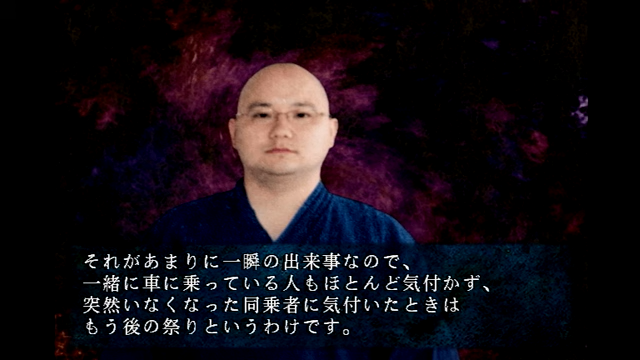 それがあまりに一瞬の出来事なので、
一緒に車に乗っている人もほとんど気付かず、
突然いなくなった同乗者に気付いたときは
もう後の祭りというわけです。